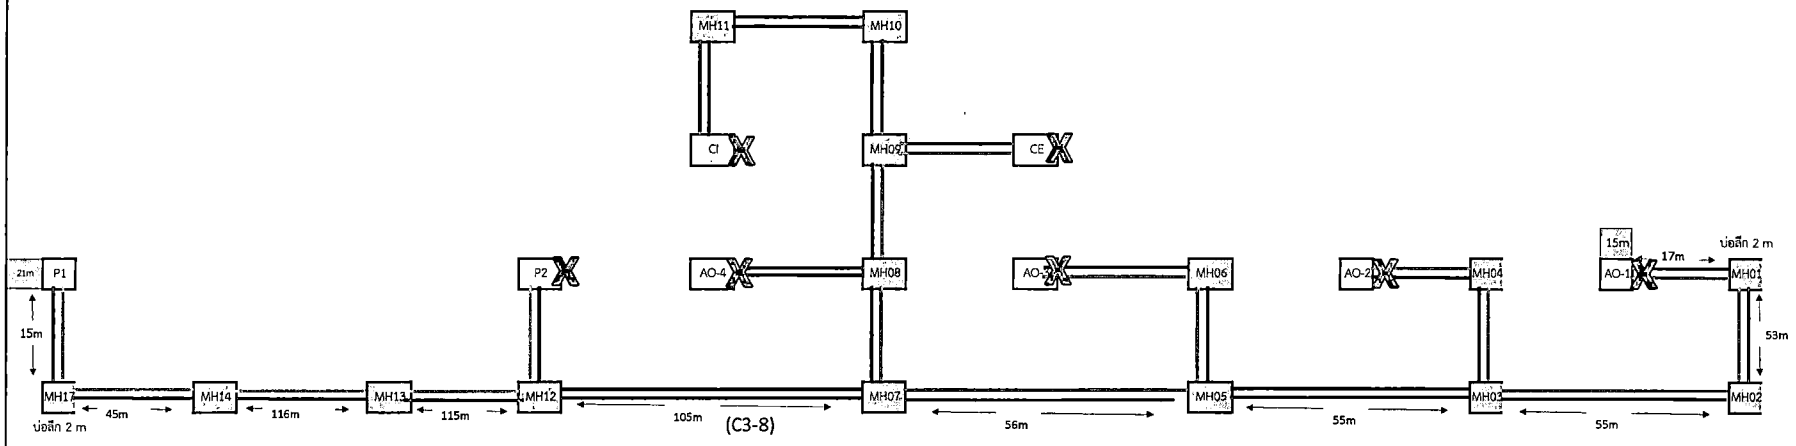 MH11
MH10
CI
MH09
CE
21m
P1
P2
AO-4
MH08
AO-3
MH06
AO-2
MH04
15m
AO-1
17m
บ่อลึก 2 m
MH01
15m
53m
MH17
45m
MH14
116m
MH13
115m
MH12
105m
MH07
56m
MH05
55m
MH03
55m
MH02
บ่อลึก 2 m
(C3-8)